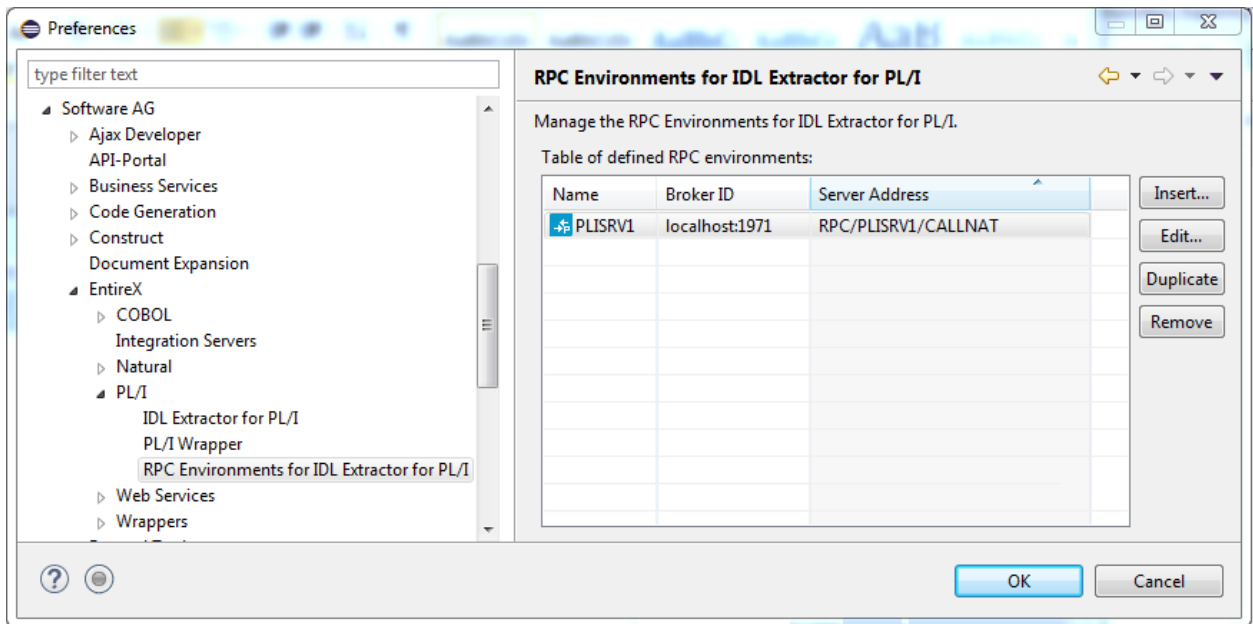 Preferences
type filter text
Software AG
Ajax Developer
API-Portal
Business Services
Code Generation
Construct
Document Expansion
EntireX
COBOL
Integration Servers
Natural
PL/I
IDL Extractor for PL/I
PL/I Wrapper
RPC Environments for IDL Extractor for PL/I
Web Services
Wrappers
RPC Environments for IDL Extractor for PL/I
Manage the RPC Environments for IDL Extractor for PL/I.
Table of defined RPC environments:
Name Broker ID Server Address
PLISRV1 localhost:1971 RPC/PLISRV1/CALLNAT
Insert...
Edit...
Duplicate
Remove
OK Cancel